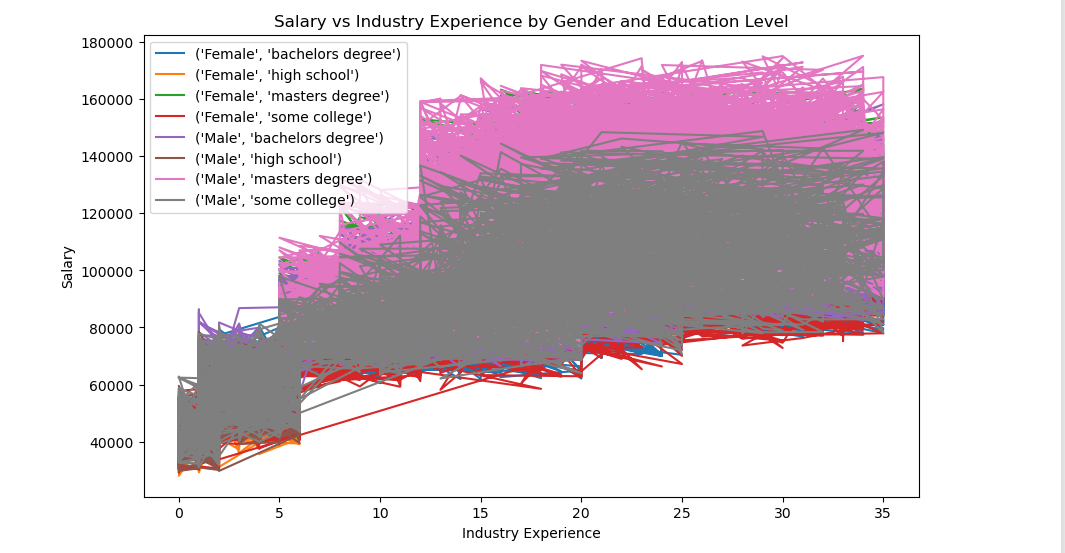 Salary vs Industry Experience by Gender and Education Level
180000
160000
140000
120000
100000
80000
60000
40000
Salary
('Female', 'bachelors degree')
('Female', 'high school')
('Female', 'masters degree')
('Female', 'some college')
('Male', 'bachelors degree')
('Male', 'high school')
('Male', 'masters degree')
('Male', 'some college')
0 5 10 15 20 25 30 35
Industry Experience